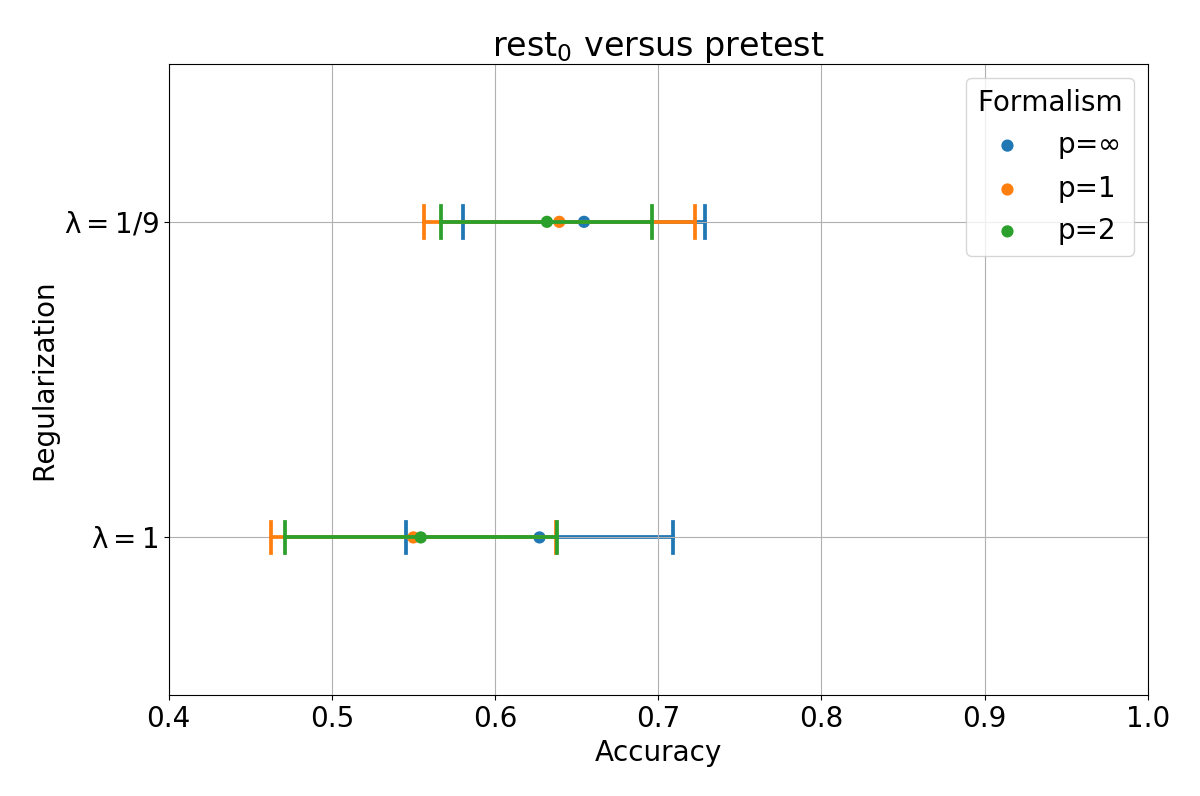 rest₀ versus pretest
Formalism
p=∞
p=1
p=2
λ = 1/9
λ = 1
Regularization
0.4 0.5 0.6 0.7 0.8 0.9 1.0
Accuracy